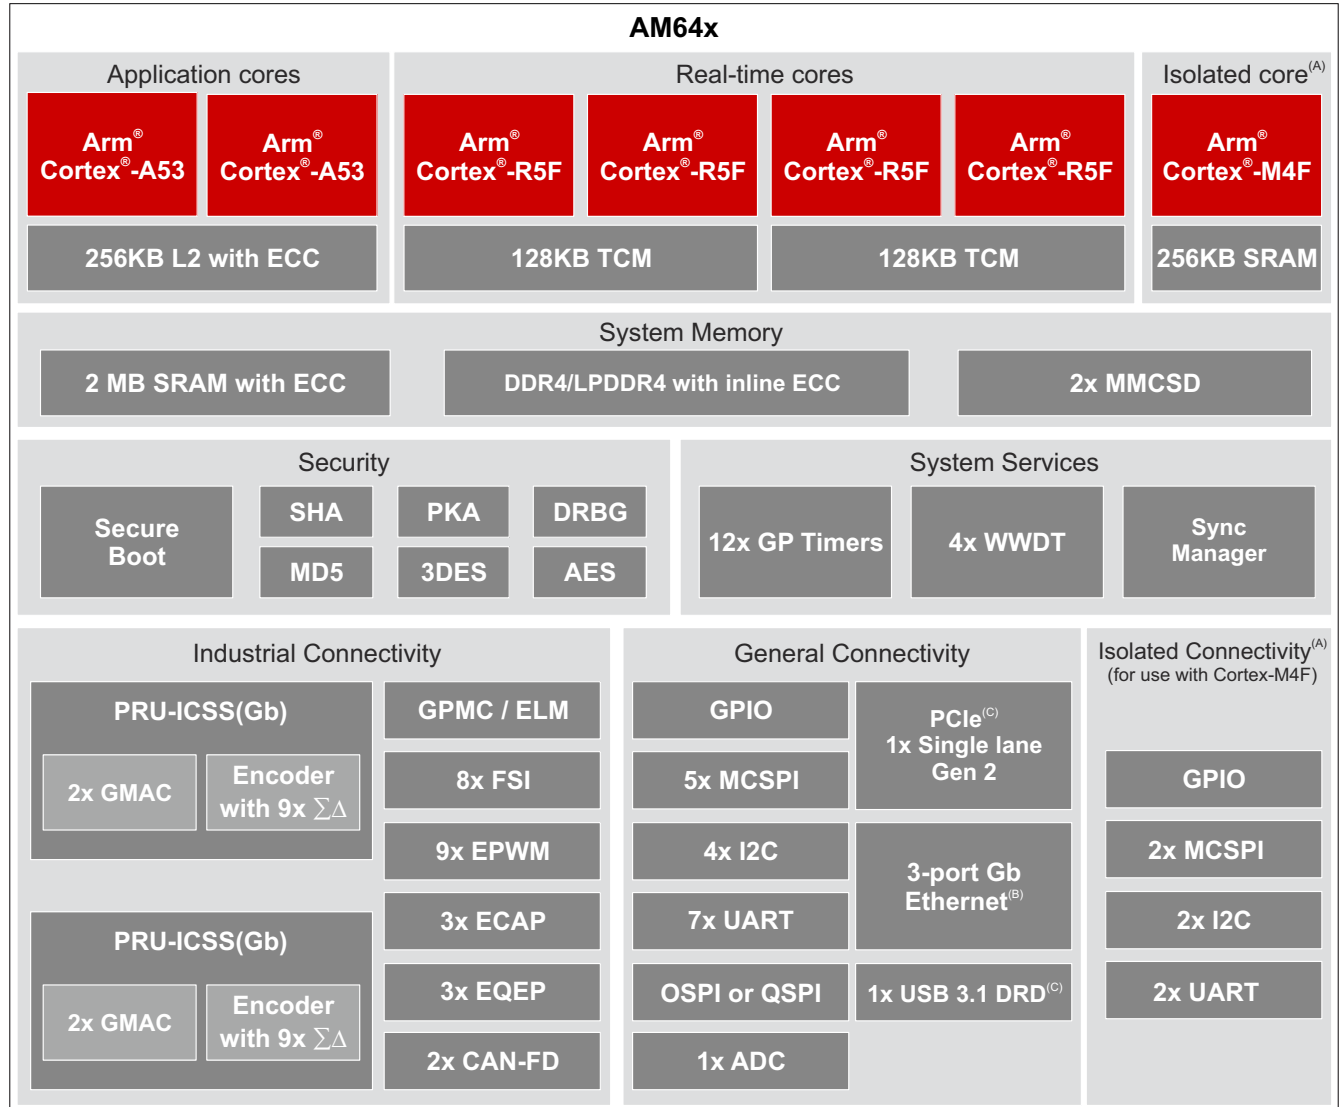 AM64x
Application cores
Arm®
Cortex®-A53
Arm®
Cortex®-A53
256KB L2 with ECC
Real-time cores
Arm®
Cortex®-R5F
Arm®
Cortex®-R5F
Arm®
Cortex®-R5F
Arm®
Cortex®-R5F
128KB TCM
128KB TCM
Isolated core(A)
Arm®
Cortex®-M4F
256KB SRAM
System Memory
2 MB SRAM with ECC
DDR4/LPDDR4 with inline ECC
2x MMCSD
Security
Secure
Boot
SHA
PKA
DRBG
MD5
3DES
AES
System Services
12x GP Timers
4x WWDT
Sync
Manager
Industrial Connectivity
PRU-ICSS(Gb)
2x GMAC
Encoder
with 9x ∑∆
PRU-ICSS(Gb)
2x GMAC
Encoder
with 9x ∑∆
GPMC / ELM
8x FSI
9x EPWM
3x ECAP
3x EQEP
2x CAN-FD
General Connectivity
GPIO
5x MCSPI
4x I2C
7x UART
OSPI or QSPI
1x ADC
PCIe(C)
1x Single lane
Gen 2
3-port Gb
Ethernet(B)
1x USB 3.1 DRD(C)
Isolated Connectivity(A)
(for use with Cortex-M4F)
GPIO
2x MCSPI
2x I2C
2x UART